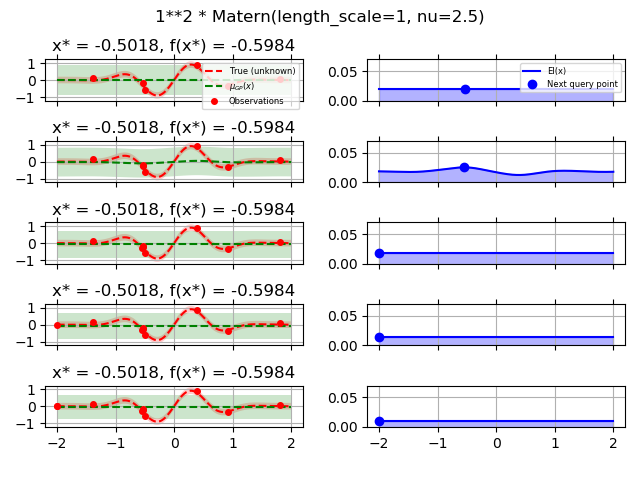 1**2 * Matern(length_scale=1, nu=2.5)
x* = -0.5018, f(x*) = -0.5984
1
0
−1
True (unknown)
μGP(x)
Observations
0.05
0.00
EI(x)
Next query point
x* = -0.5018, f(x*) = -0.5984
1
0
−1
0.05
0.00
x* = -0.5018, f(x*) = -0.5984
1
0
−1
0.05
0.00
x* = -0.5018, f(x*) = -0.5984
1
0
−1
0.05
0.00
x* = -0.5018, f(x*) = -0.5984
1
0
−1
−2 −1 0 1 2
0.05
0.00
−2 −1 0 1 2